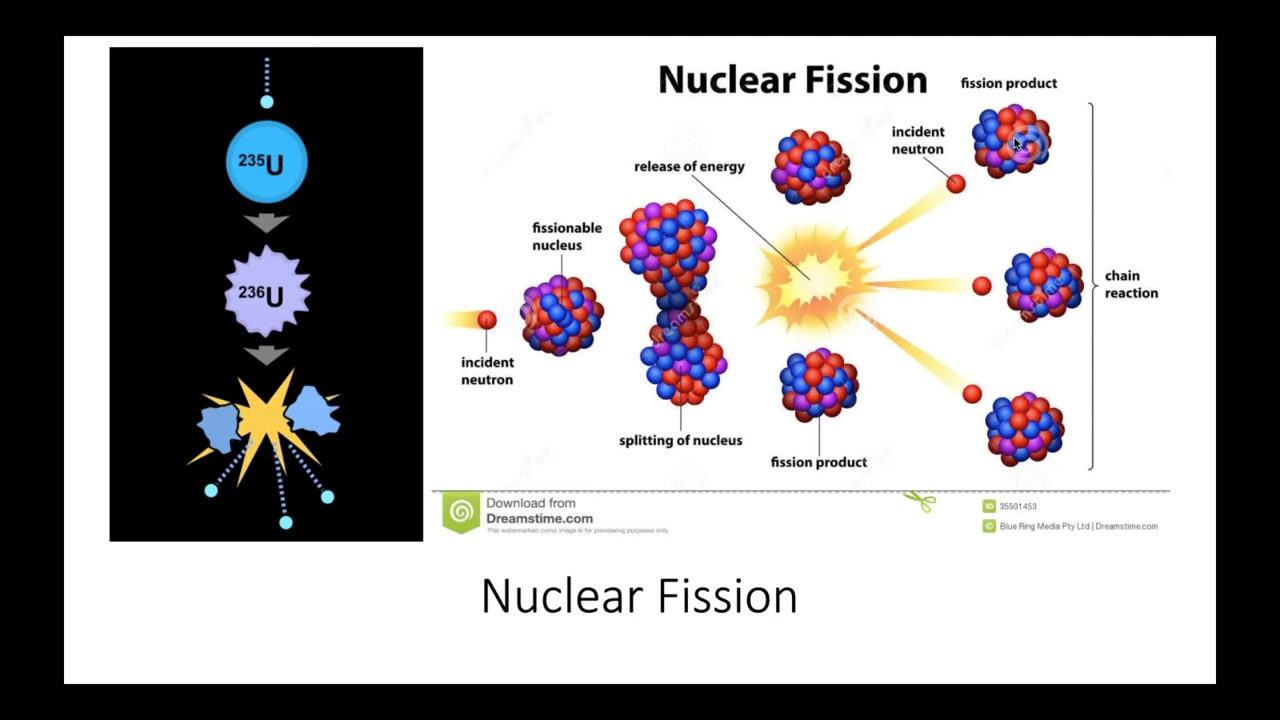 235U
236U
Nuclear Fission
fission product
incident
neutron
release of energy
fissionable
nucleus
chain
reaction
incident
neutron
splitting of nucleus
fission product
Download from
Dreamstime.com
This watermarked comp image is for previewing purposes only.
ID 35501453
© Blue Ring Media Pty Ltd | Dreamstime.com
Nuclear Fission